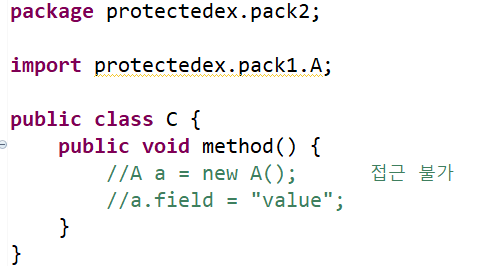 package protectedex.pack2;
import protectedex.pack1.A;
public class C {
public void method() {
//A a = new A(); 접근 불가
//a.field = "value";
}
}